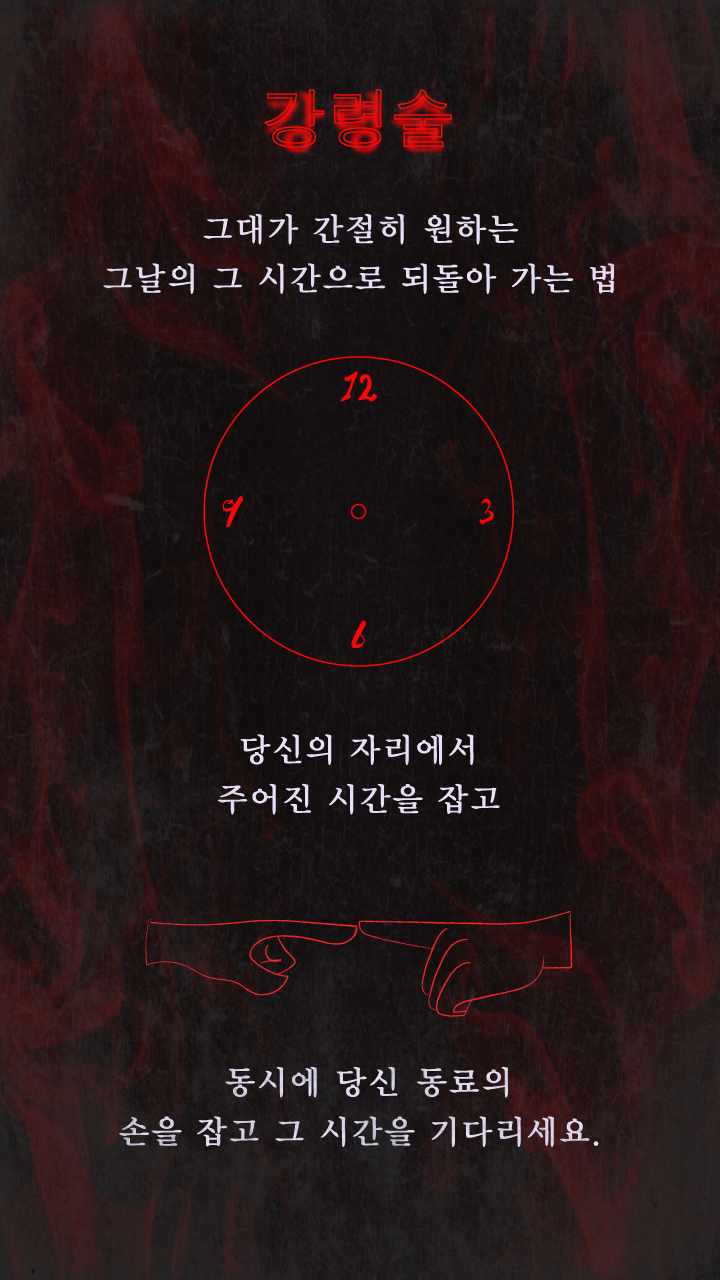 강령술
그대가 간절히 원하는
그날의 그 시간으로 되돌아 가는 법
12
9
3
6
당신의 자리에서
주어진 시간을 잡고
동시에 당신 동료의
손을 잡고 그 시간을 기다리세요.